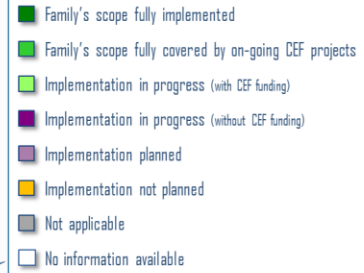 Family's scope fully implemented
Family's scope fully covered by on-going CEF projects
Implementation in progress (with CEF funding)
Implementation in progress (without CEF funding)
Implementation planned
Implementation not planned
Not applicable
No information available